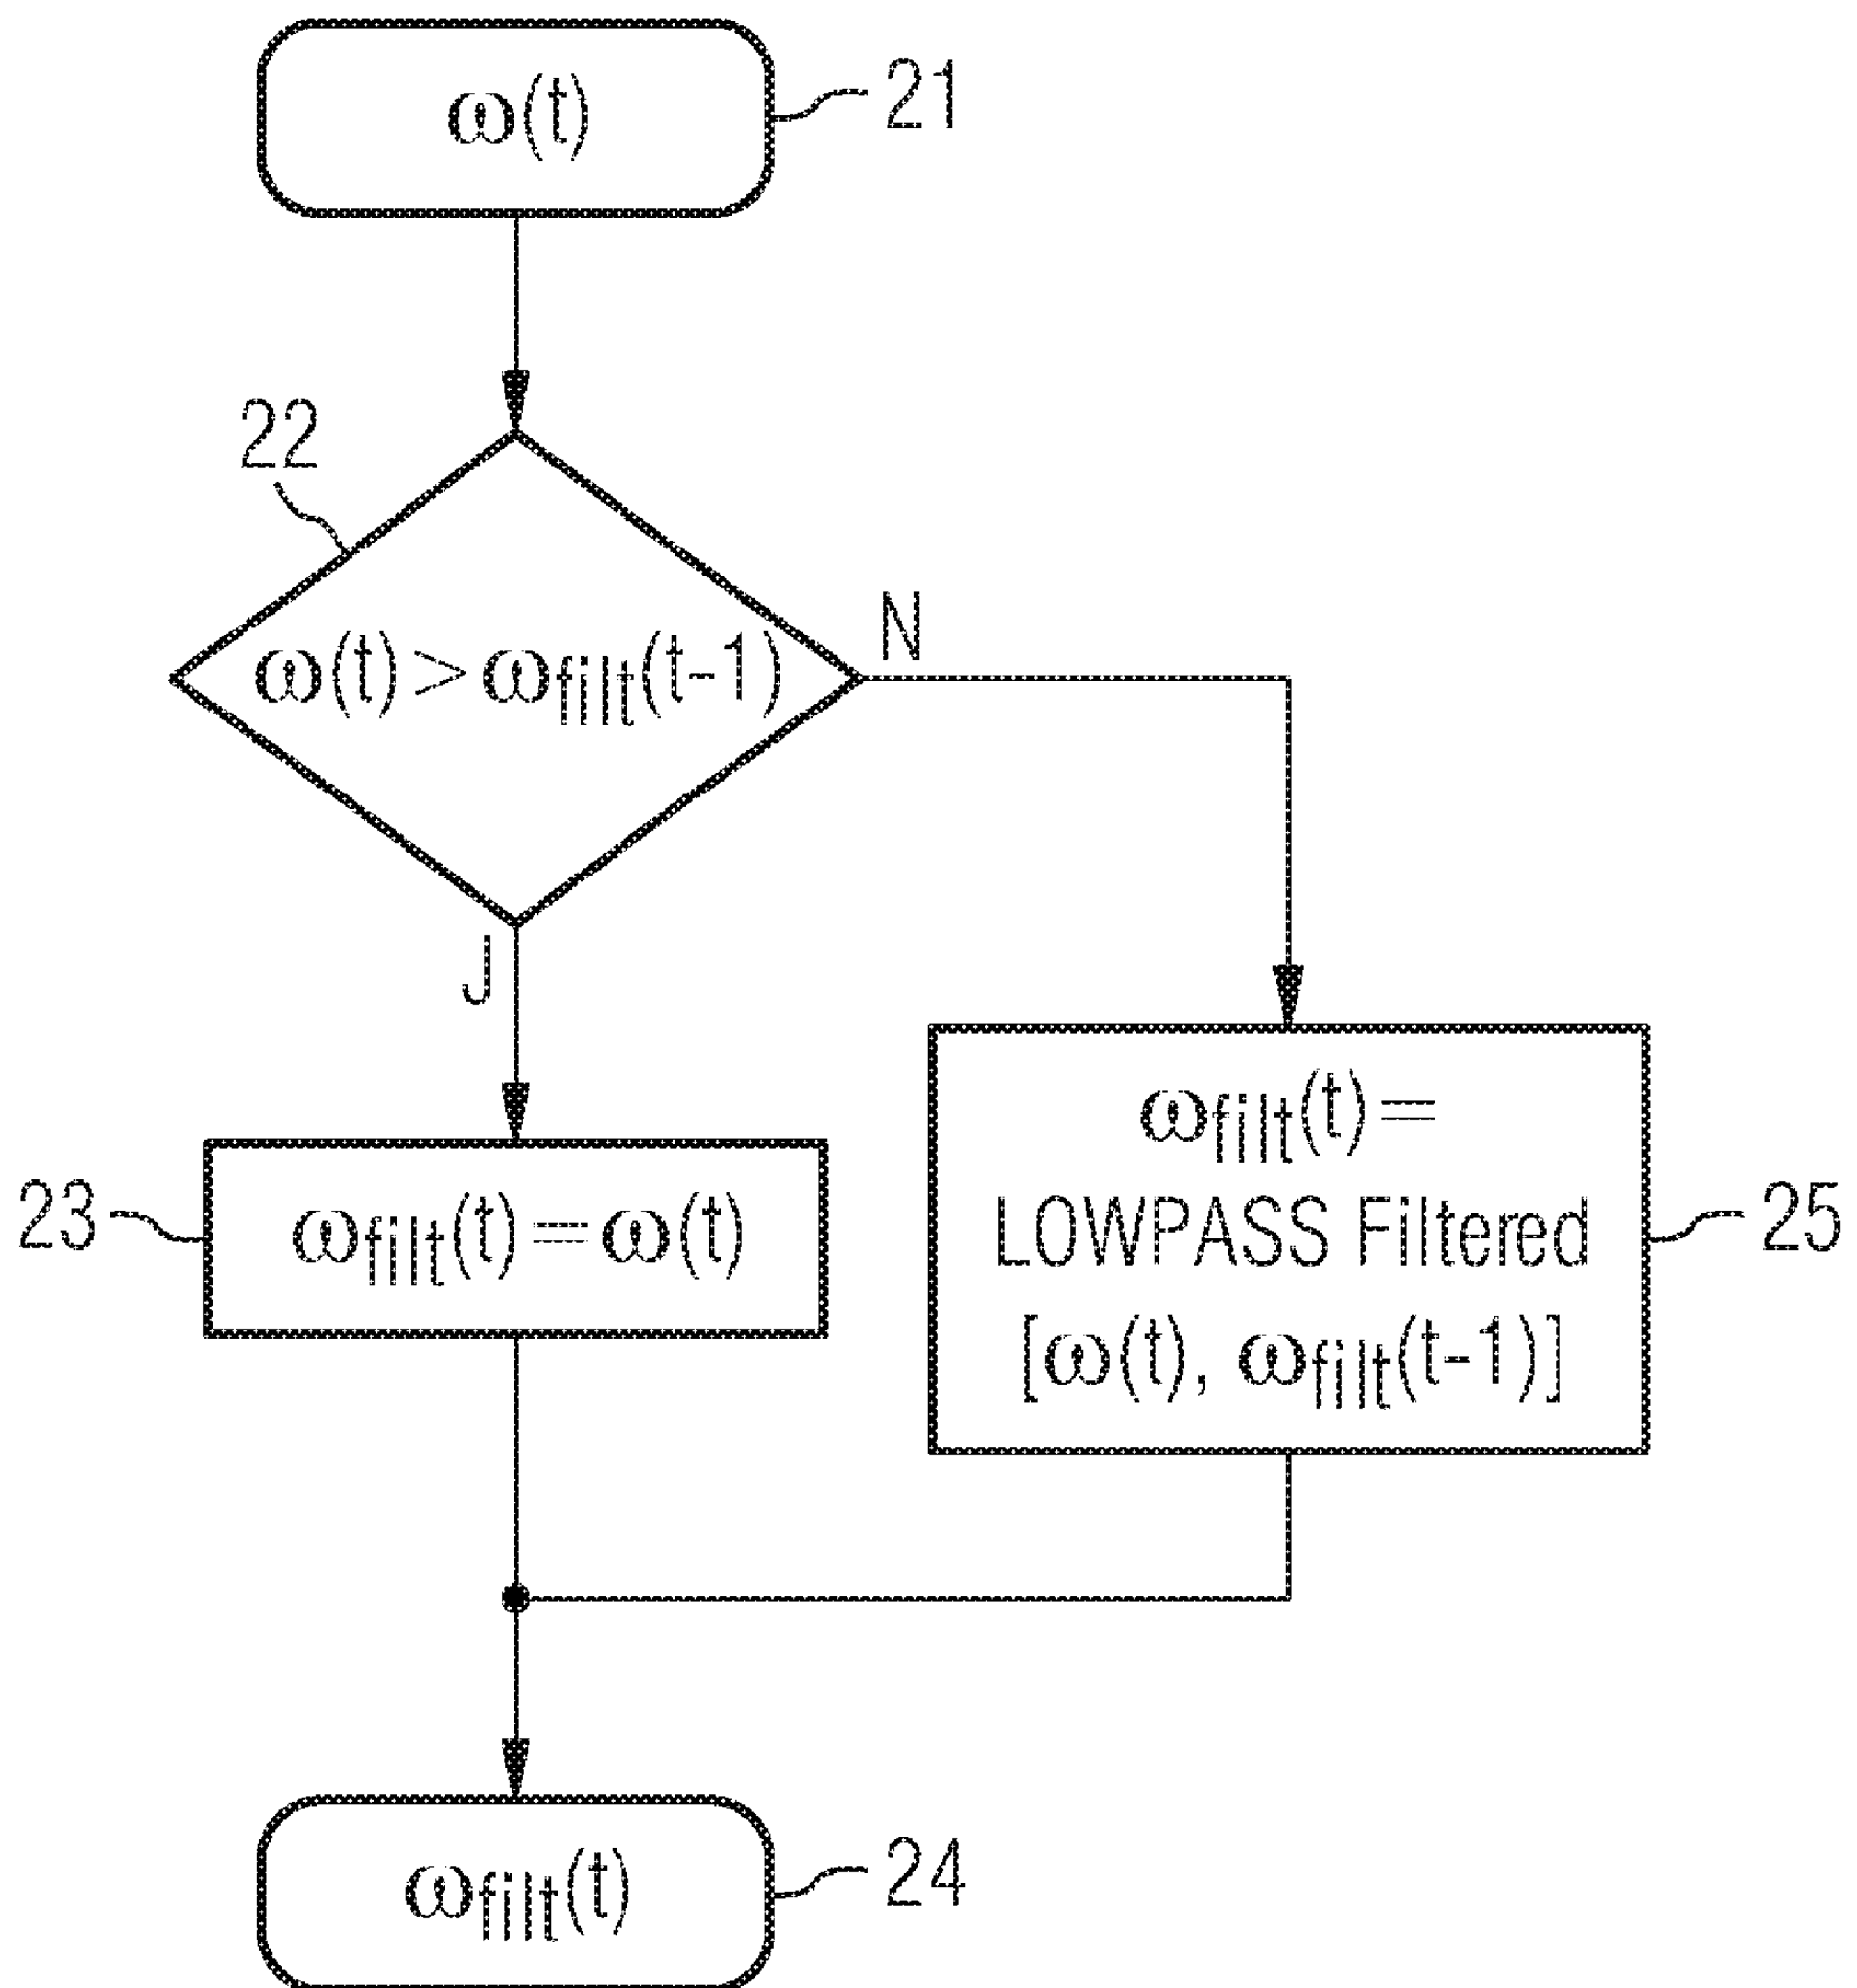 ω(t)
21
22
ω(t) > ωfilt(t-1)
N
J
ωfilt(t) =
LOWPASS Filtered
[ω(t), ωfilt(t-1)]
25
23
ωfilt(t) = ω(t)
ωfilt(t)
24